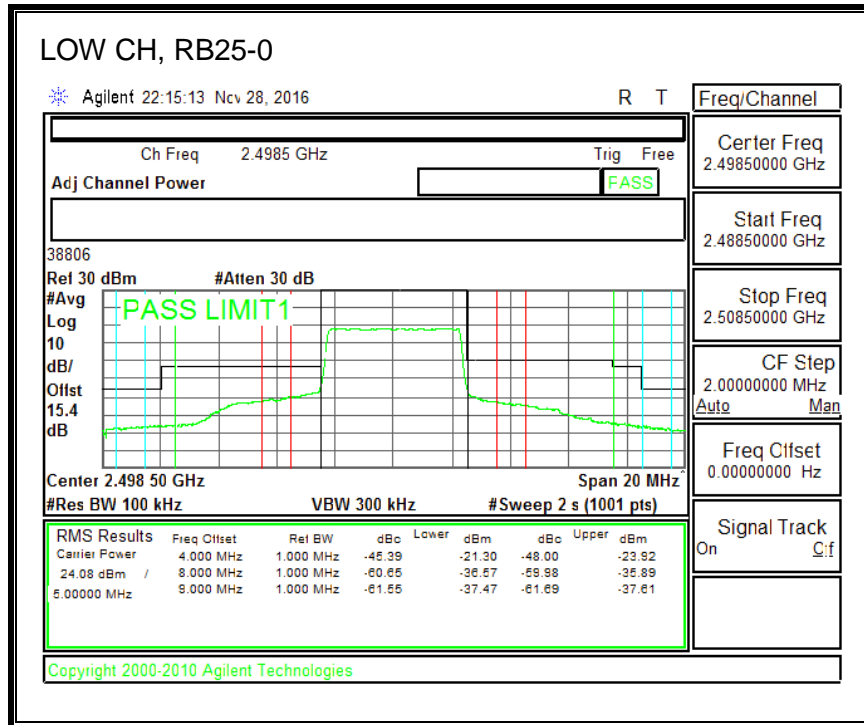 LOW CH, RB25-0
Agilent 22:15:13 Nov 28, 2016 R T
Ch Freq 2.4985 GHz Trig Free
Adj Channel Power
FASS
38806
Ref 30 dBm #Atten 30 dB
#Avg
Log
10
dB/
Offst
15.4
dB
PASS LIMIT1
Center 2.498 50 GHz Span 20 MHz
#Res BW 100 kHz VBW 300 kHz #Sweep 2 s (1001 pts)
RMS Results Freq Offset Ref BW dBc Lower dBm dBc Upper dBm
Carrier Power 4.000 MHz 1.000 MHz -45.39 -21.30 -48.00 -23.92
24.08 dBm / 8.000 MHz 1.000 MHz -60.65 -36.57 -59.98 -35.89
5.00000 MHz 9.000 MHz 1.000 MHz -61.55 -37.47 -61.69 -37.61
Copyright 2000-2010 Agilent Technologies
Freq/Channel
Center Freq
2.49850000 GHz
Start Freq
2.48850000 GHz
Stop Freq
2.50850000 GHz
CF Step
2.00000000 MHz
Auto Man
Freq Offset
0.00000000 Hz
Signal Track
On Off